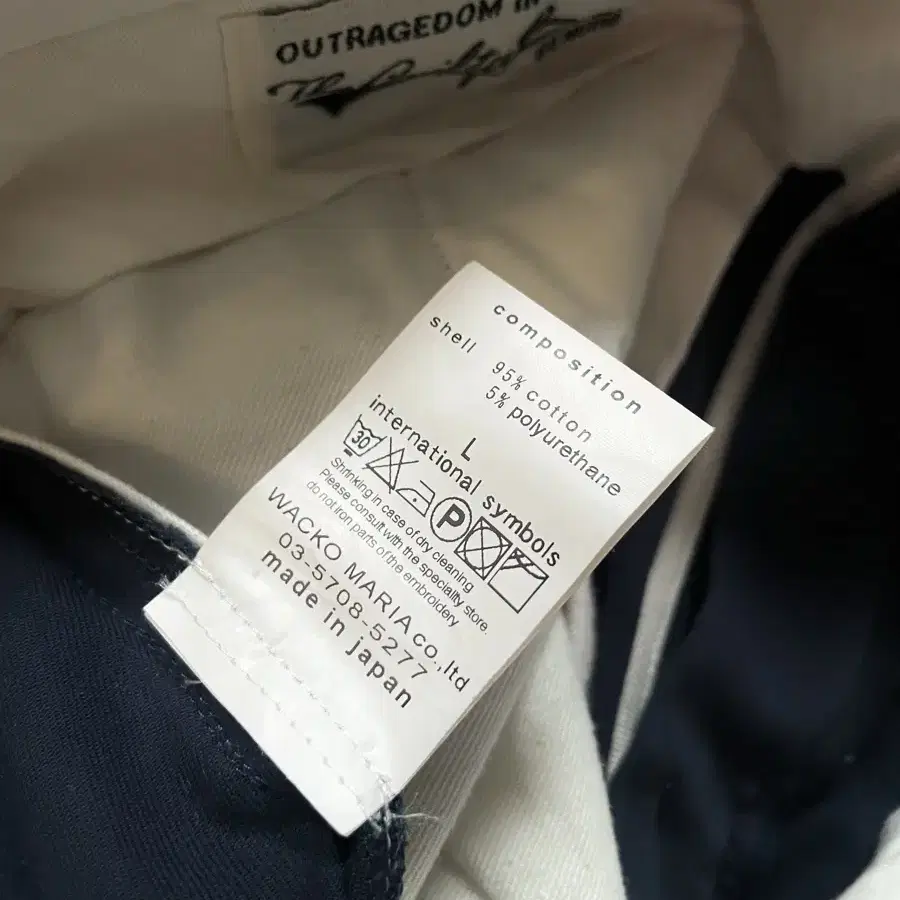 OUTRAGEDOM IN
composition
shell 95% cotton
5% polyurethane
L
international symbols
30 P
Shrinking in case of dry cleaning
Please consult with the speciality store.
do not iron parts of the embroidery
WACKO MARIA co.,ltd
03-5708-5277
made in japan